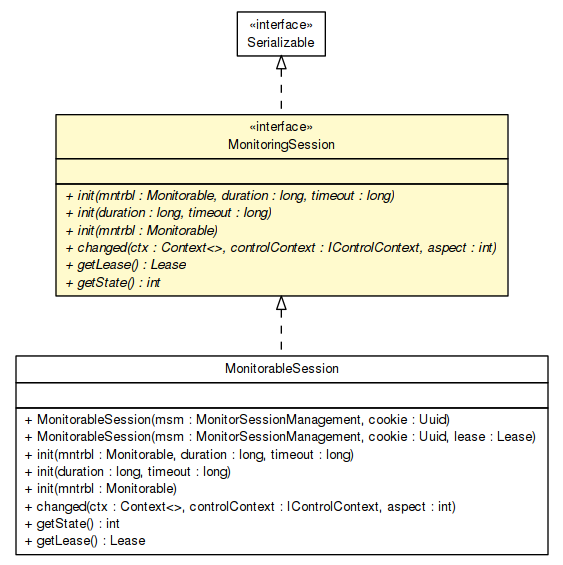 «interface»
Serializable
«interface»
MonitoringSession
+ init(mntrbl : Monitorable, duration : long, timeout : long)
+ init(duration : long, timeout : long)
+ init(mntrbl : Monitorable)
+ changed(ctx : Context<>, controlContext : IControlContext, aspect : int)
+ getLease() : Lease
+ getState() : int
MonitorableSession
+ MonitorableSession(msm : MonitorSessionManagement, cookie : Uuid)
+ MonitorableSession(msm : MonitorSessionManagement, cookie : Uuid, lease : Lease)
+ init(mntrbl : Monitorable, duration : long, timeout : long)
+ init(duration : long, timeout : long)
+ init(mntrbl : Monitorable)
+ changed(ctx : Context<>, controlContext : IControlContext, aspect : int)
+ getState() : int
+ getLease() : Lease